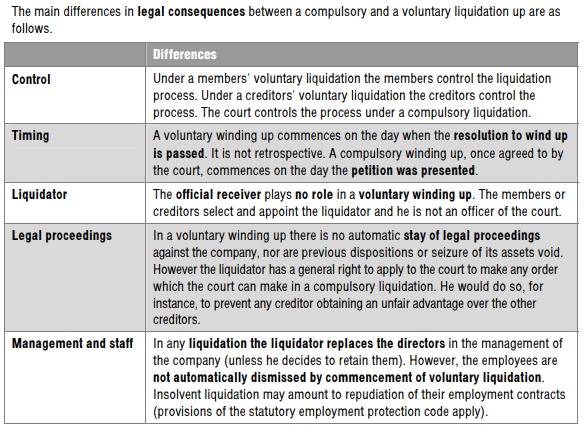 The main differences in legal consequences between a compulsory and a voluntary liquidation up are as
follows.
Differences
Control
Under a members' voluntary liquidation the members control the liquidation
process. Under a creditors' voluntary liquidation the creditors control the
process. The court controls the process under a compulsory liquidation.
Timing
A voluntary winding up commences on the day when the resolution to wind up
is passed. It is not retrospective. A compulsory winding up, once agreed to by
the court, commences on the day the petition was presented.
Liquidator
The official receiver plays no role in a voluntary winding up. The members or
creditors select and appoint the liquidator and he is not an officer of the court.
Legal proceedings
In a voluntary winding up there is no automatic stay of legal proceedings
against the company, nor are previous dispositions or seizure of its assets void.
However the liquidator has a general right to apply to the court to make any order
which the court can make in a compulsory liquidation. He would do so, for
instance, to prevent any creditor obtaining an unfair advantage over the other
creditors.
Management and staff
In any liquidation the liquidator replaces the directors in the management of
the company (unless he decides to retain them). However, the employees are
not automatically dismissed by commencement of voluntary liquidation.
Insolvent liquidation may amount to repudiation of their employment contracts
(provisions of the statutory employment protection code apply).